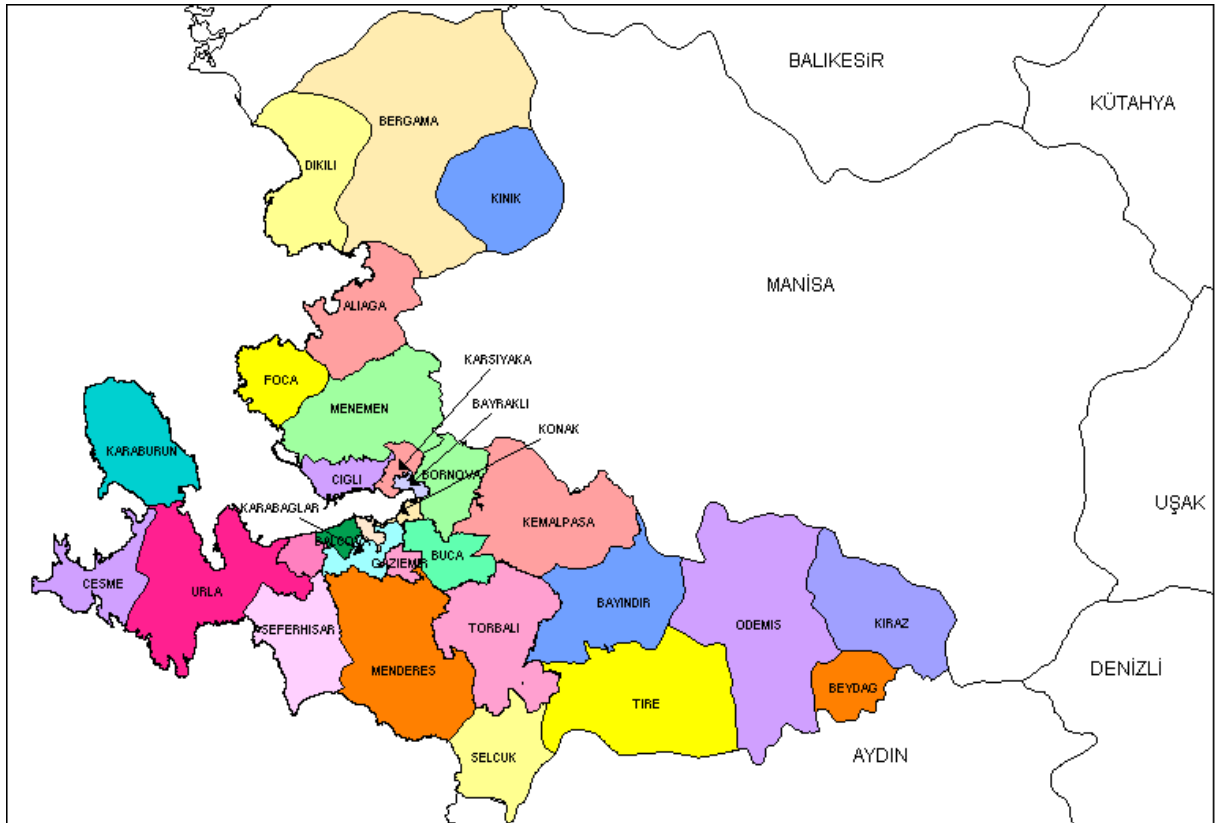 BALIKESİR
KÜTAHYA
BERGAMA
DIKILI
KINIK
MANİSA
ALIAGA
KARSIYAKA
FOCA
BAYRAKLI
MENEMEN
KONAK
KARABURUN
CIGLI
BORNOVA
UŞAK
KARABAGLAR
KEMALPASA
BALCOVA
BUCA
GAZIEMIR
CESME
URLA
BAYINDIR
SEFERHISAR
TORBALI
ODEMIS
KIRAZ
MENDERES
DENİZLİ
BEYDAG
TIRE
SELCUK
AYDIN